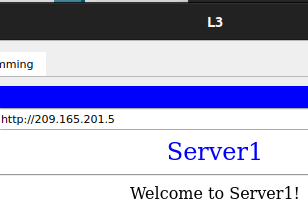 L3
mming
http://209.165.201.5
Server1
Welcome to Server1!